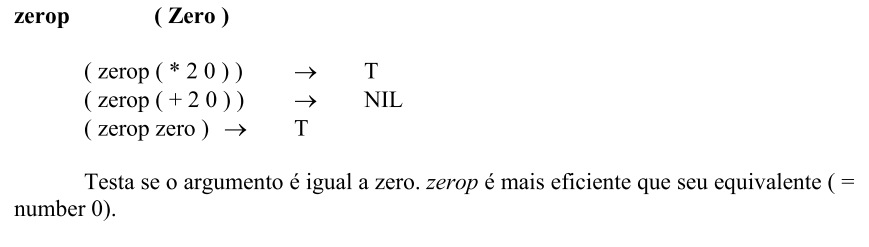 zerop ( Zero )
( zerop ( * 2 0 ) ) → T
( zerop ( + 2 0 ) ) → NIL
( zerop zero ) → T
Testa se o argumento é igual a zero. zerop é mais eficiente que seu equivalente ( =
number 0).